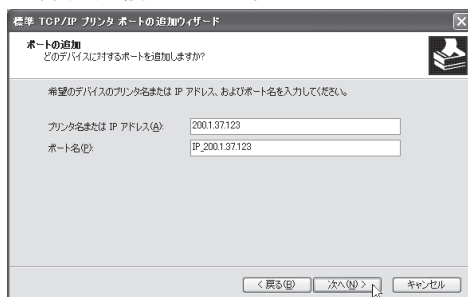 標準 TCP/IP プリンタ ポートの追加ウィザード
ポートの追加
どのデバイスに対するポートを追加しますか?
希望のデバイスのプリンタ名または IP アドレス、およびポート名を入力してください。
プリンタ名または IP アドレス(A): 200.1.37.123
ポート名(P): IP_200.1.37.123
< 戻る(B) 次へ(N) > キャンセル